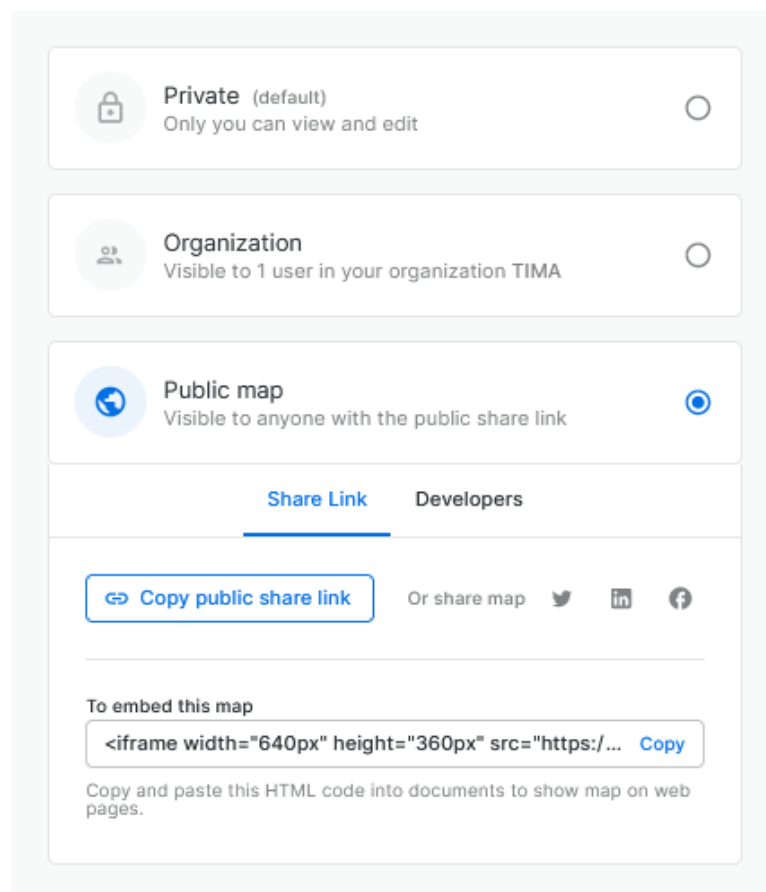 Private (default)
Only you can view and edit
Organization
Visible to 1 user in your organization TIMA
Public map
Visible to anyone with the public share link
Share Link Developers
Copy public share link Or share map
To embed this map
<iframe width="640px" height="360px" src="https:/... Copy
Copy and paste this HTML code into documents to show map on web
pages.